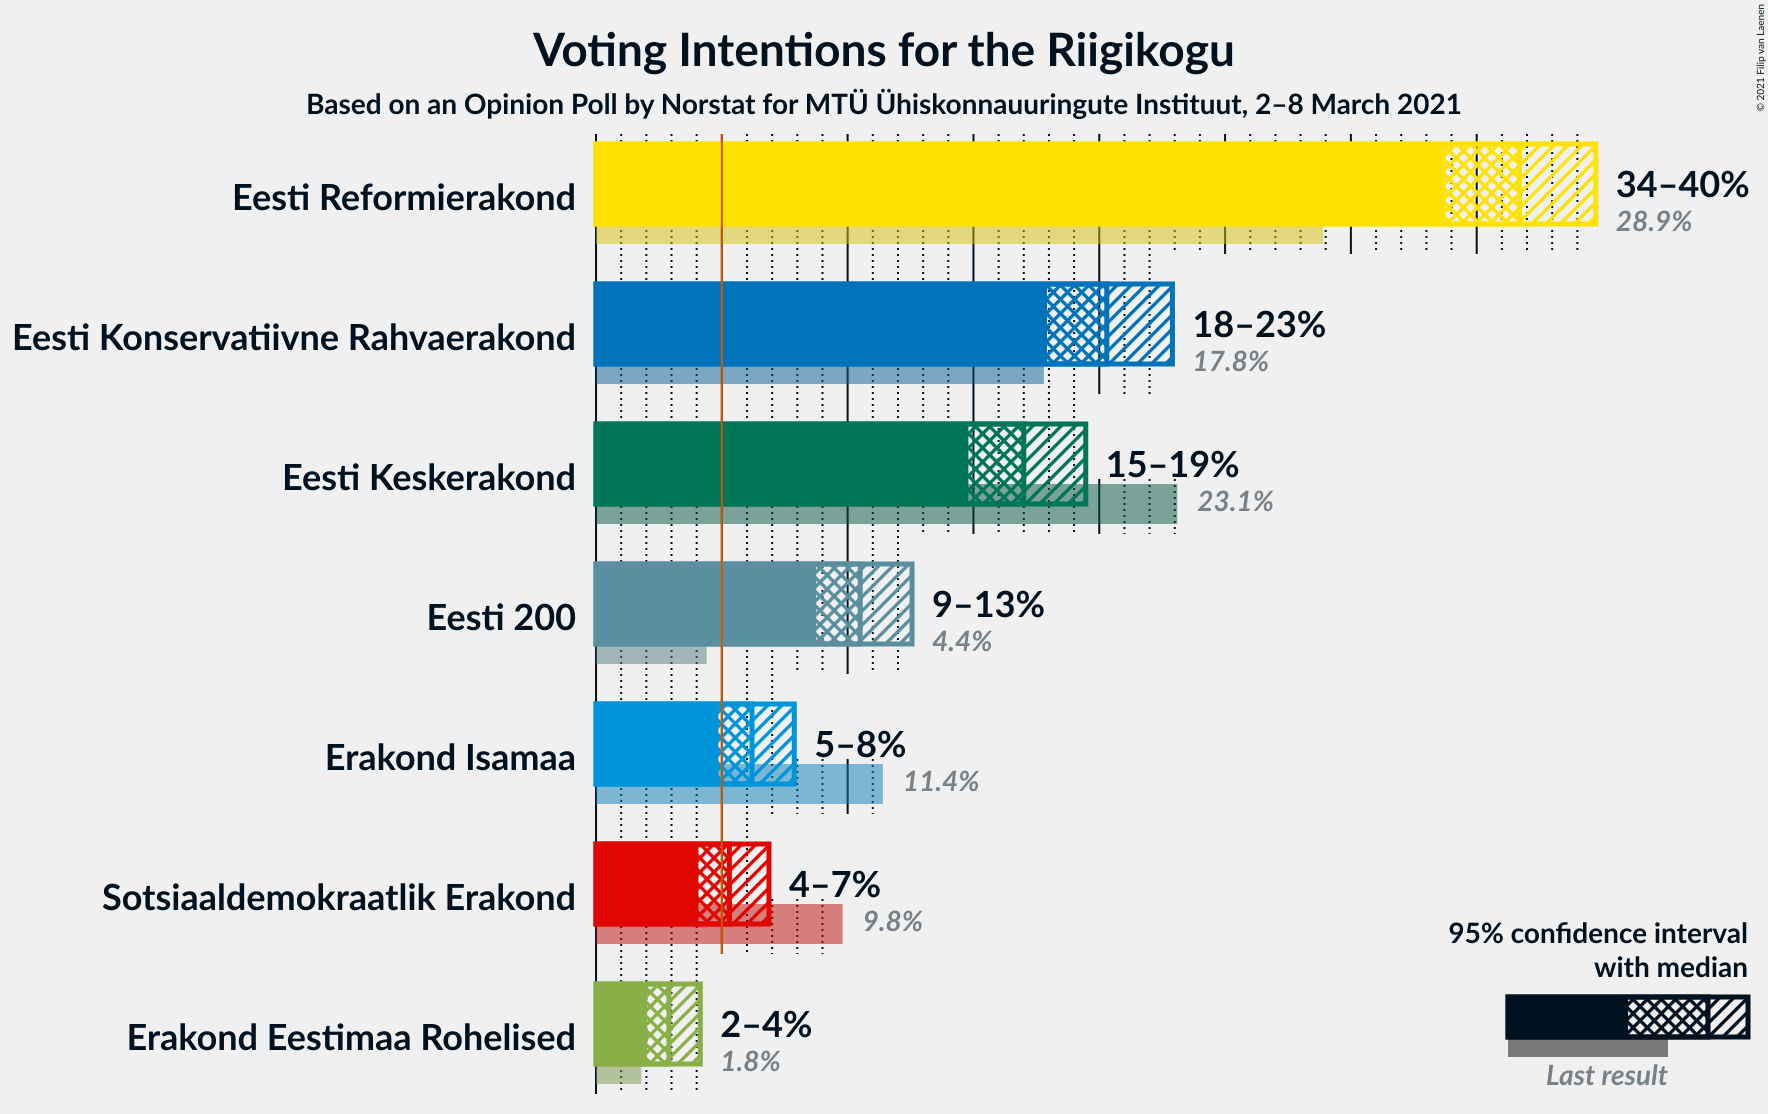 Voting Intentions for the Riigikogu
Based on an Opinion Poll by Norstat for MTÜ Ühiskonnauuringute Instituut, 2–8 March 2021
© 2021 Filip van Laenen
Eesti Reformierakond
34–40%
28.9%
Eesti Konservatiivne Rahvaerakond
18–23%
17.8%
Eesti Keskerakond
15–19%
23.1%
Eesti 200
9–13%
4.4%
Erakond Isamaa
5–8%
11.4%
Sotsiaaldemokraatlik Erakond
4–7%
9.8%
Erakond Eestimaa Rohelised
2–4%
1.8%
95% confidence interval
with median
Last result